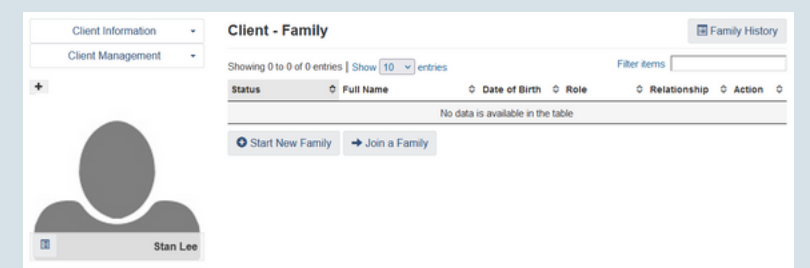 Client Information
Client Management
+
Stan Lee
Client - Family
Family History
Showing 0 to 0 of 0 entries | Show 10 entries
Filter items
Status Full Name Date of Birth Role Relationship Action
No data is available in the table
Start New Family
Join a Family